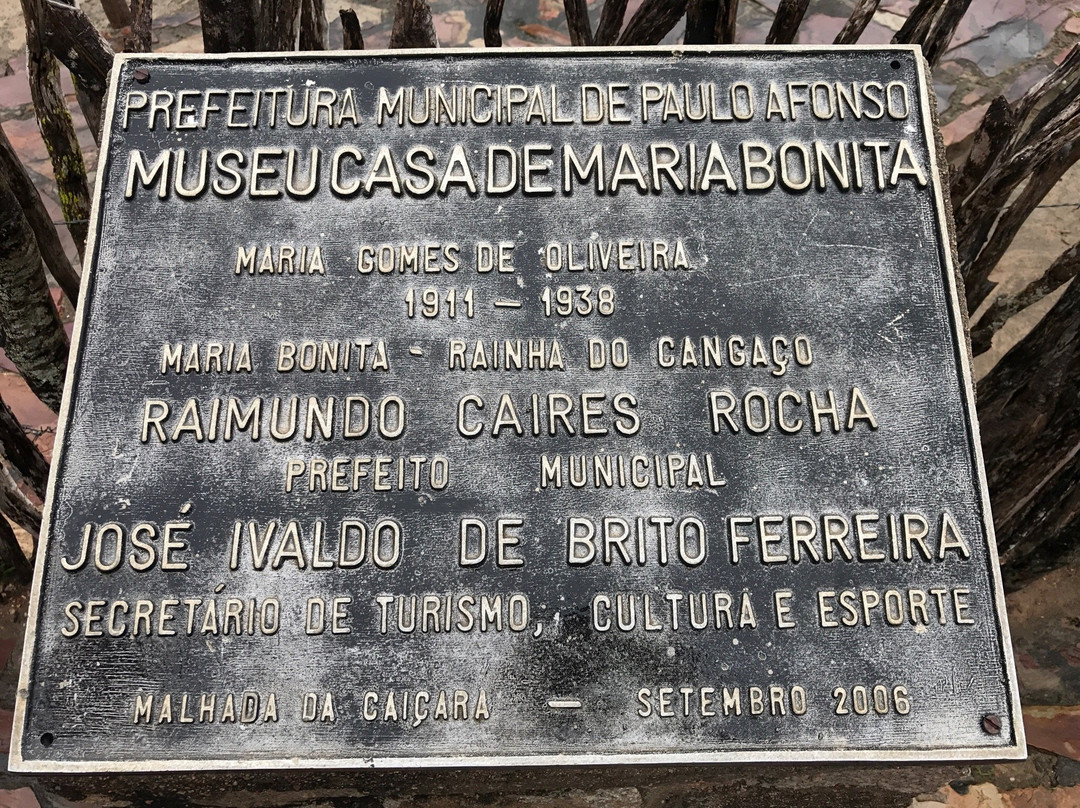 PREFEITURA MUNICIPAL DE PAULO AFONSO
MUSEU CASA DE MARIA BONITA
MARIA GOMES DE OLIVEIRA
1911 – 1938
MARIA BONITA - RAINHA DO CANGAÇO
RAIMUNDO CAIRES ROCHA
PREFEITO MUNICIPAL
JOSÉ IVALDO DE BRITO FERREIRA
SECRETÁRIO DE TURISMO, CULTURA E ESPORTE
MALHADA DA CAIÇARA – SETEMBRO 2006